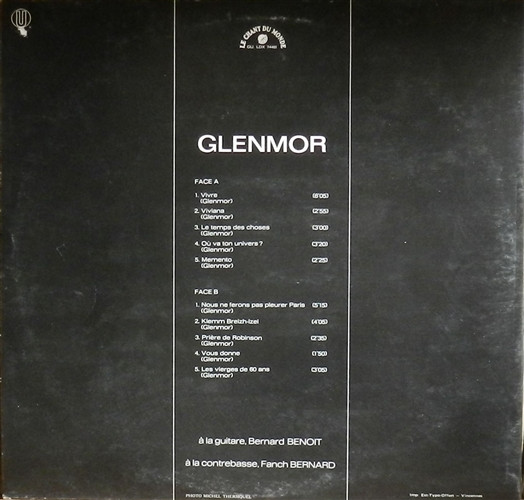 LE CHANT DU MONDE
GLENMOR
FACE A
1. Vivre (6'05)
(Glenmor)
2. Viviana (2'55)
(Glenmor)
3. Le temps des choses (3'00)
(Glenmor)
4. Où va ton univers ? (3'20)
(Glenmor)
5. Memento (2'25)
(Glenmor)
FACE B
1. Nous ne ferons pas pleurer Paris (5'15)
(Glenmor)
2. Klemm Breizh-Izel (4'05)
(Glenmor)
3. Prière de Robinson (2'35)
(Glenmor)
4. Vous donne (1'50)
(Glenmor)
5. Les vierges de 60 ans (3'05)
(Glenmor)
à la guitare, Bernard BENOIT
à la contrebasse, Fanch BERNARD
PHOTO MICHEL